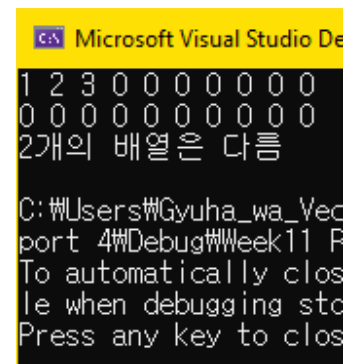 Microsoft Visual Studio De
1 2 3 0 0 0 0 0 0 0
0 0 0 0 0 0 0 0 0 0
2개의 배열은 다름
C:₩Users₩Gyuha_wa_Vec
port 4₩Debug₩Week11 R
To automatically clos
le when debugging sto
Press any key to clos